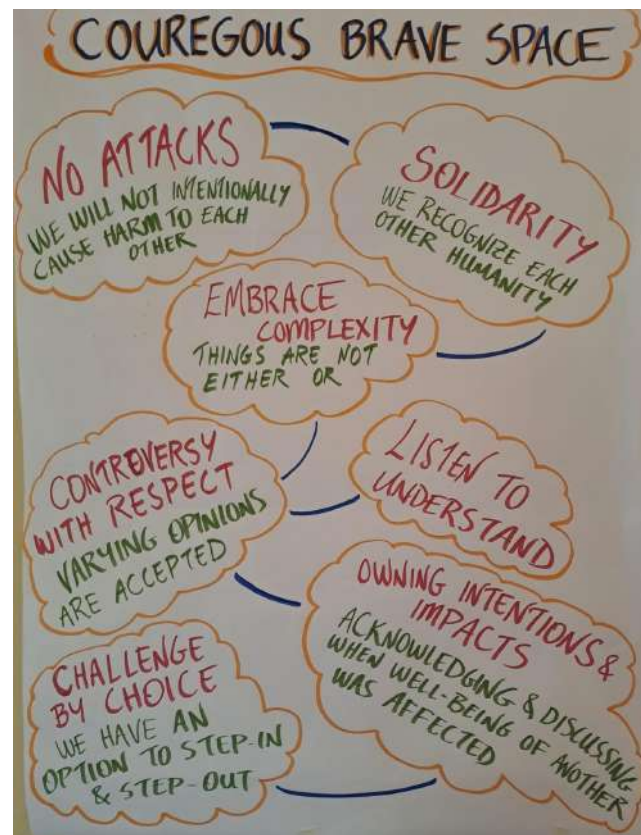 COUREGOUS BRAVE SPACE
NO ATTACKS
WE WILL NOT INTENTIONALLY
CAUSE HARM TO EACH
OTHER
SOLIDARITY
WE RECOGNIZE EACH
OTHER HUMANITY
EMBRACE
COMPLEXITY
THINGS ARE NOT
EITHER OR
CONTROVERSY
WITH RESPECT
VARYING OPINIONS
ARE ACCEPTED
LISTEN TO
UNDERSTAND
OWNING INTENTIONS &
IMPACTS
ACKNOWLEDGING & DISCUSSING
WHEN WELL-BEING OF ANOTHER
WAS AFFECTED
CHALLENGE
BY CHOICE
WE HAVE AN
OPTION TO STEP-IN
& STEP-OUT